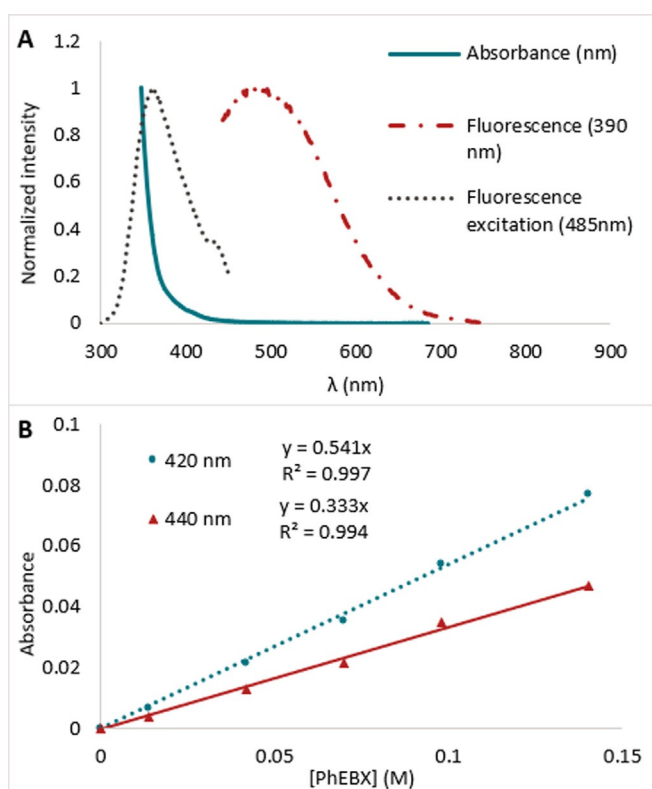 A
1.2
1
0.8
0.6
0.4
0.2
0
Normalized intensity
300 400 500 600 700 800 900
λ (nm)
Absorbance (nm)
Fluorescence (390
nm)
Fluorescence
excitation (485nm)
B
0.1
0.08
0.06
0.04
0.02
0
Absorbance
420 nm
y = 0.541x
R² = 0.997
440 nm
y = 0.333x
R² = 0.994
0 0.05 0.1 0.15
[PhEBX] (M)